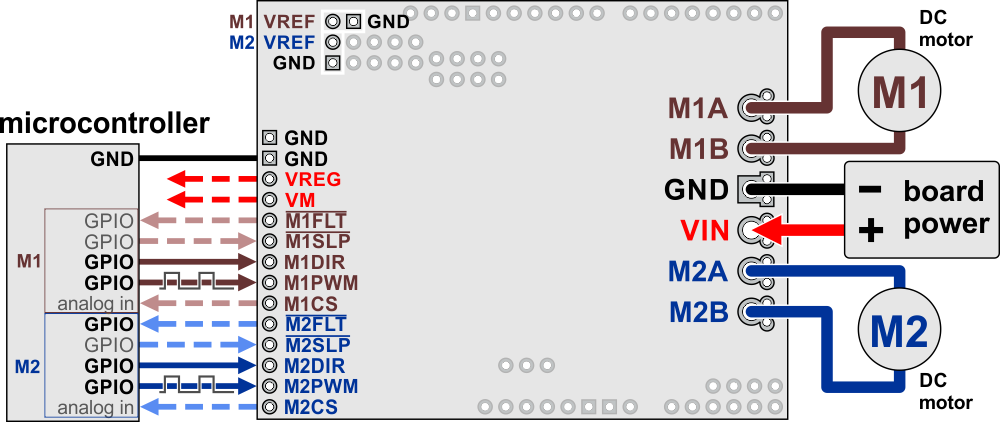 M1 VREF GND
M2 VREF
GND
DC
motor
M1
M1A
M1B
GND
VIN
M2A
M2B
− board
+ power
M2
DC
motor
microcontroller
GND
GPIO
GPIO
M1
GPIO
GPIO
analog in
GPIO
GPIO
M2
GPIO
GPIO
analog in
GND
GND
VREG
VM
M1FLT
M1SLP
M1DIR
M1PWM
M1CS
M2FLT
M2SLP
M2DIR
M2PWM
M2CS